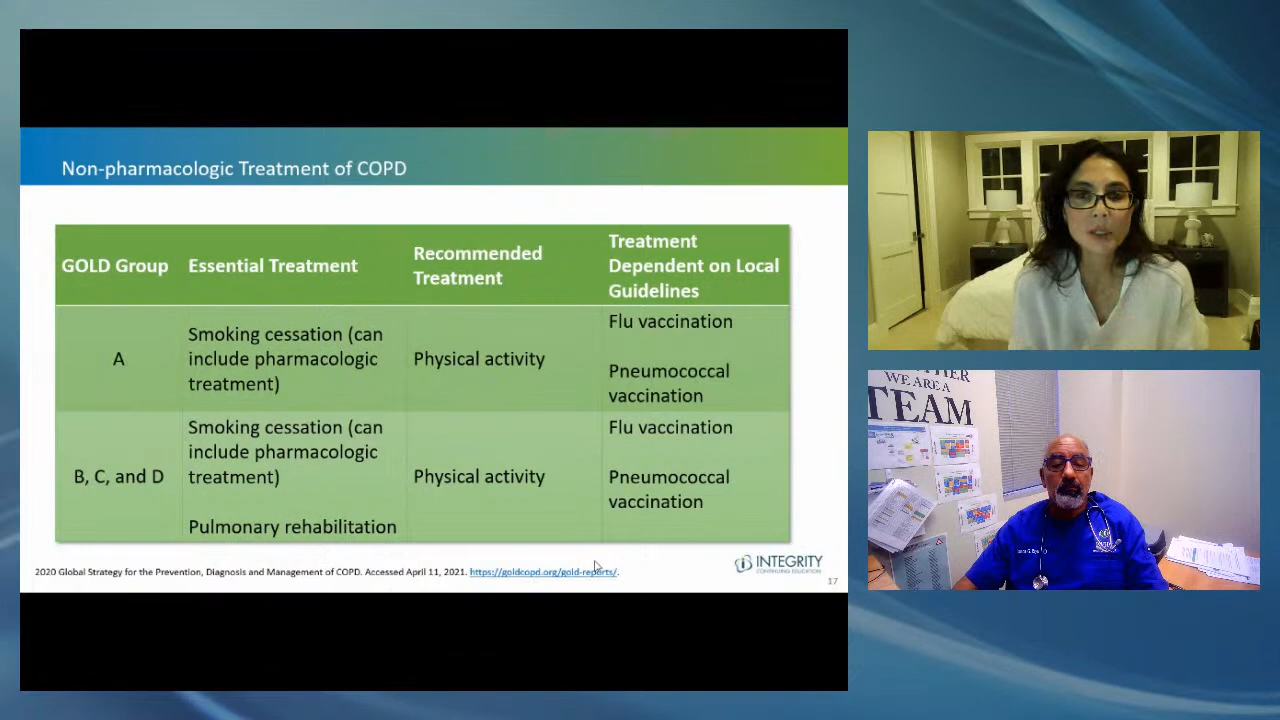 Non-pharmacologic Treatment of COPD
GOLD Group
Essential Treatment
Recommended
Treatment
Treatment
Dependent on Local
Guidelines
A
Smoking cessation (can
include pharmacologic
treatment)
Physical activity
Flu vaccination
Pneumococcal
vaccination
B, C, and D
Smoking cessation (can
include pharmacologic
treatment)
Pulmonary rehabilitation
Physical activity
Flu vaccination
Pneumococcal
vaccination
2020 Global Strategy for the Prevention, Diagnosis and Management of COPD. Accessed April 11, 2021. https://goldcopd.org/gold-reports/.
INTEGRITY
CONTINUING EDUCATION
17
WE ARE A
TEAM